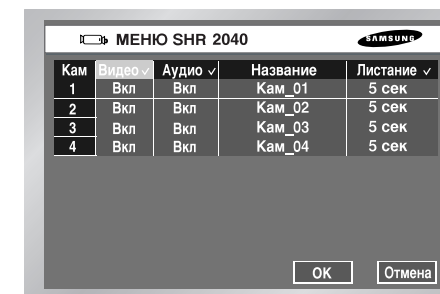 МЕНЮ SHR 2040 SAMSUNG
Кам Видео ✓ Аудио ✓ Название Листание ✓
1 Вкл Вкл Кам_01 5 сек
2 Вкл Вкл Кам_02 5 сек
3 Вкл Вкл Кам_03 5 сек
4 Вкл Вкл Кам_04 5 сек
OK Отмена